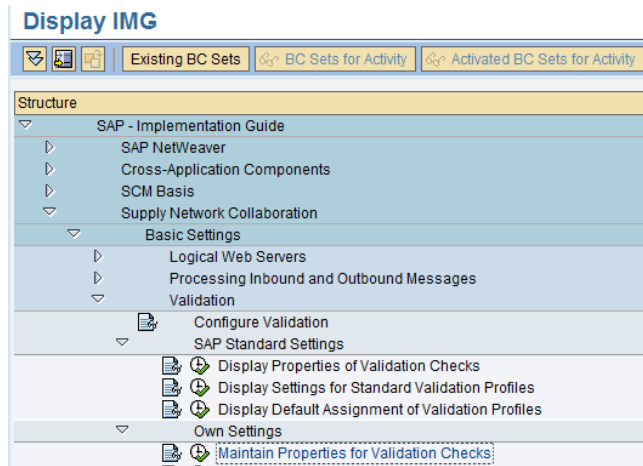 Display IMG
Existing BC Sets BC Sets for Activity Activated BC Sets for Activity
Structure
SAP - Implementation Guide
SAP NetWeaver
Cross-Application Components
SCM Basis
Supply Network Collaboration
Basic Settings
Logical Web Servers
Processing Inbound and Outbound Messages
Validation
Configure Validation
SAP Standard Settings
Display Properties of Validation Checks
Display Settings for Standard Validation Profiles
Display Default Assignment of Validation Profiles
Own Settings
Maintain Properties for Validation Checks